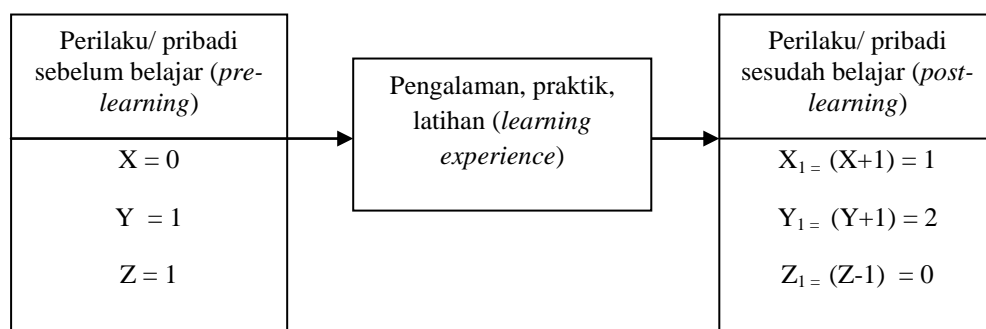 Perilaku/ pribadi
sebelum belajar (pre-
learning)
X = 0
Y = 1
Z = 1
Pengalaman, praktik,
latihan (learning
experience)
Perilaku/ pribadi
sesudah belajar (post-
learning)
X₁ = (X+1) = 1
Y₁ = (Y+1) = 2
Z₁ = (Z-1) = 0